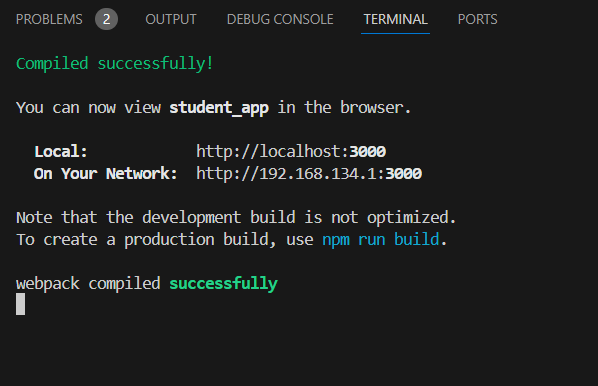 PROBLEMS 2 OUTPUT DEBUG CONSOLE TERMINAL PORTS
Compiled successfully!
You can now view student_app in the browser.
Local: http://localhost:3000
On Your Network: http://192.168.134.1:3000
Note that the development build is not optimized.
To create a production build, use npm run build.
webpack compiled successfully